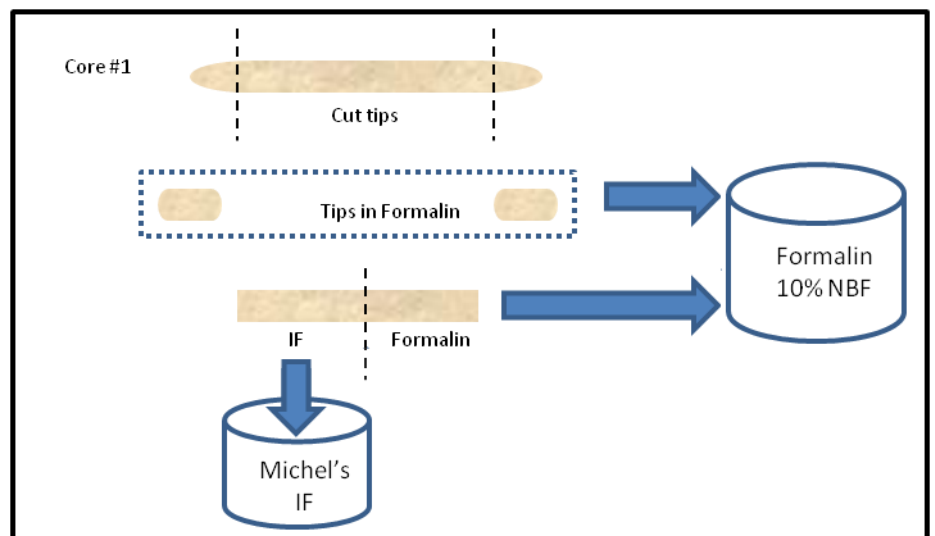 Core #1
Cut tips
Tips in Formalin
Formalin
10% NBF
IF
Formalin
Michel's
IF